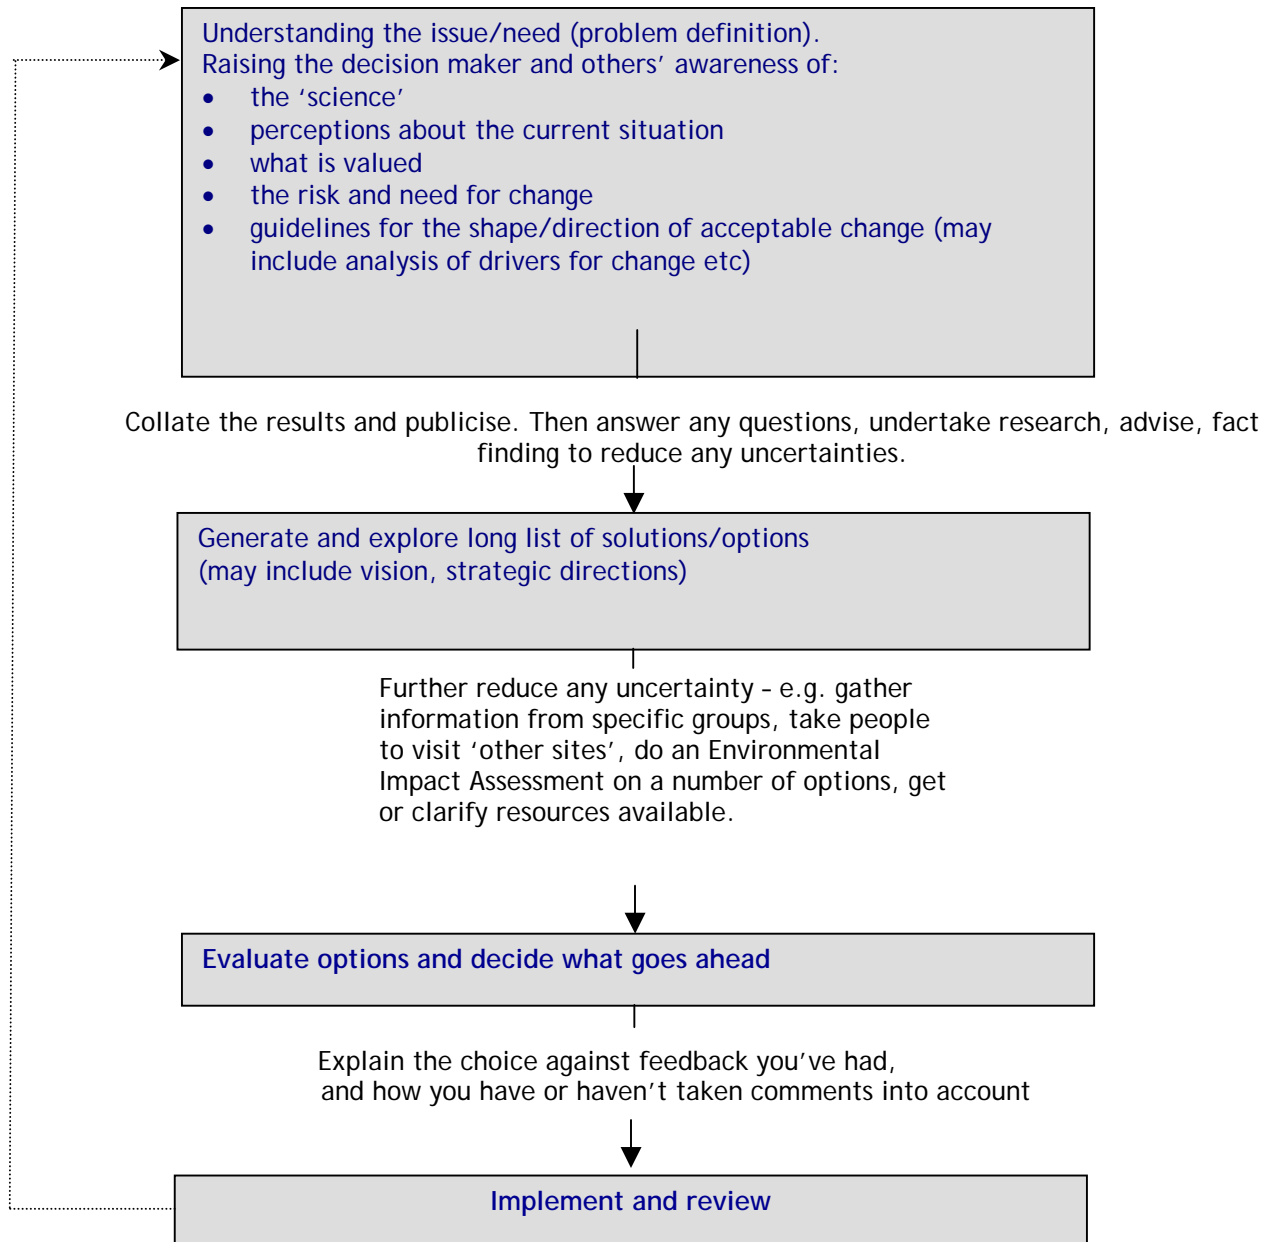 Understanding the issue/need (problem definition).
Raising the decision maker and others’ awareness of:
• the ‘science’
• perceptions about the current situation
• what is valued
• the risk and need for change
• guidelines for the shape/direction of acceptable change (may
include analysis of drivers for change etc)
Collate the results and publicise. Then answer any questions, undertake research, advise, fact
finding to reduce any uncertainties.
Generate and explore long list of solutions/options
(may include vision, strategic directions)
Further reduce any uncertainty – e.g. gather
information from specific groups, take people
to visit ‘other sites’, do an Environmental
Impact Assessment on a number of options, get
or clarify resources available.
Evaluate options and decide what goes ahead
Explain the choice against feedback you’ve had,
and how you have or haven’t taken comments into account
Implement and review